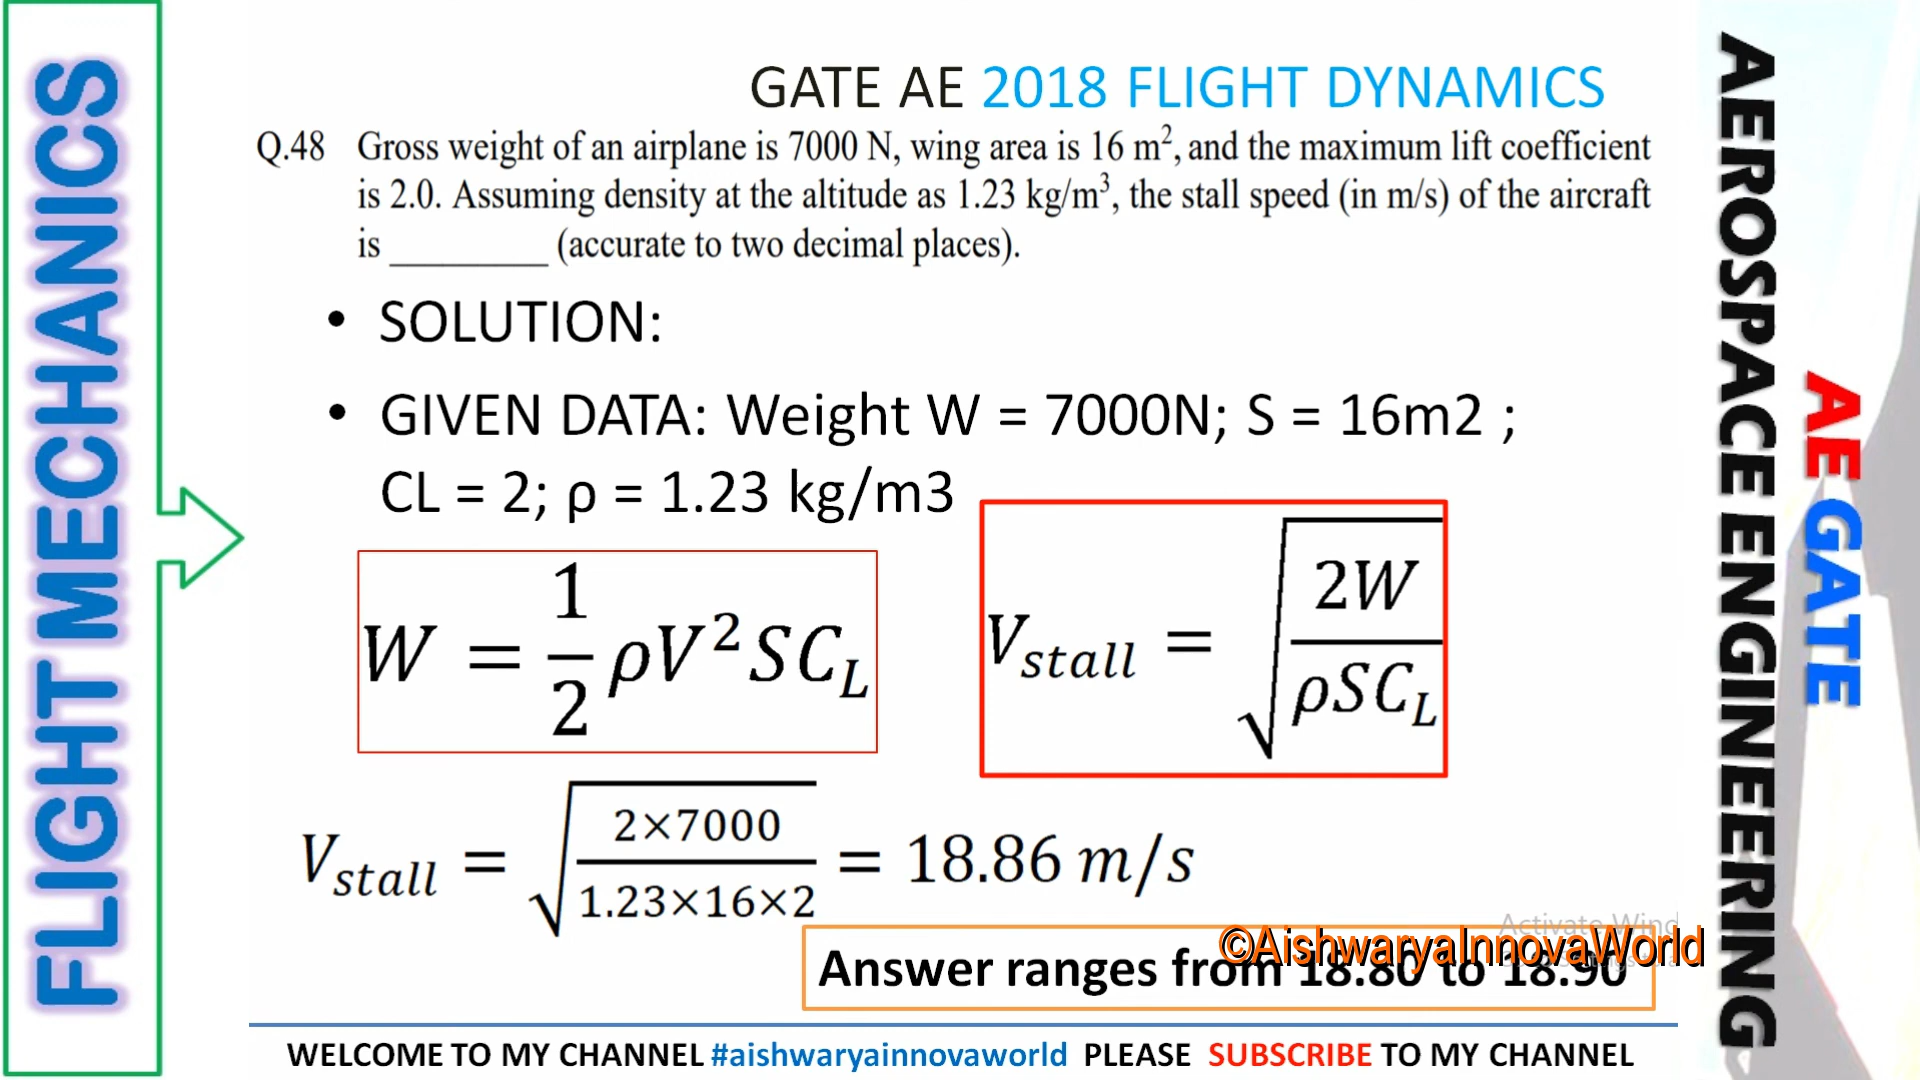 FLIGHT MECHANICS
GATE AE 2018 FLIGHT DYNAMICS
Q.48 Gross weight of an airplane is 7000 N, wing area is 16 m², and the maximum lift coefficient
is 2.0. Assuming density at the altitude as 1.23 kg/m³, the stall speed (in m/s) of the aircraft
is ________ (accurate to two decimal places).
• SOLUTION:
• GIVEN DATA: Weight W = 7000N; S = 16m2 ;
CL = 2; ρ = 1.23 kg/m3
W = 1/2 ρV² SC_L
V_stall = √(2W/ρSC_L)
V_stall = √(2×7000/1.23×16×2) = 18.86 m/s
Activate Wind
©AishwaryaInnovaWorld
Answer ranges from 18.80 to 18.90
WELCOME TO MY CHANNEL #aishwaryainnovaworld PLEASE SUBSCRIBE TO MY CHANNEL
AEROSPACE ENGINEERING
AE GATE